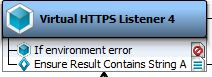 Virtual HTTPS Listener 4
If environment error
Ensure Result Contains String A